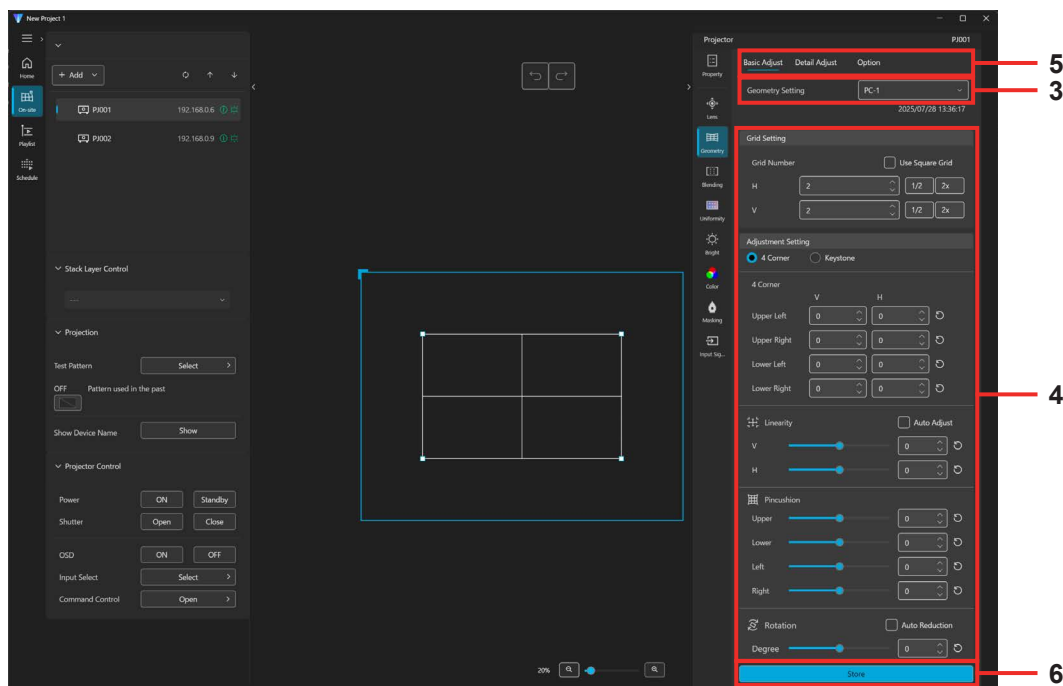 New Project 1
Home
On-site
Playlist
Schedule
+ Add
PJ001 192.168.0.6
PJ002 192.168.0.9
Stack Layer Control
---
Projection
Test Pattern Select
OFF Pattern used in the past
Show Device Name Show
Projector Control
Power ON Standby
Shutter Open Close
OSD ON OFF
Input Select Select
Command Control Open
20%
Projector PJ001
Property
Lens
Geometry
Blending
Uniformity
Bright
Color
Masking
Input Sig...
Basic Adjust Detail Adjust Option
5
Geometry Setting PC-1
3
2025/07/28 13:36:17
Grid Setting
Grid Number Use Square Grid
H 2 1/2 2x
V 2 1/2 2x
Adjustment Setting
4 Corner Keystone
4 Corner
V H
Upper Left 0 0
Upper Right 0 0
Lower Left 0 0
Lower Right 0 0
4
Linearity Auto Adjust
V 0
H 0
Pincushion
Upper 0
Lower 0
Left 0
Right 0
Rotation Auto Reduction
Degree 0
Store
6